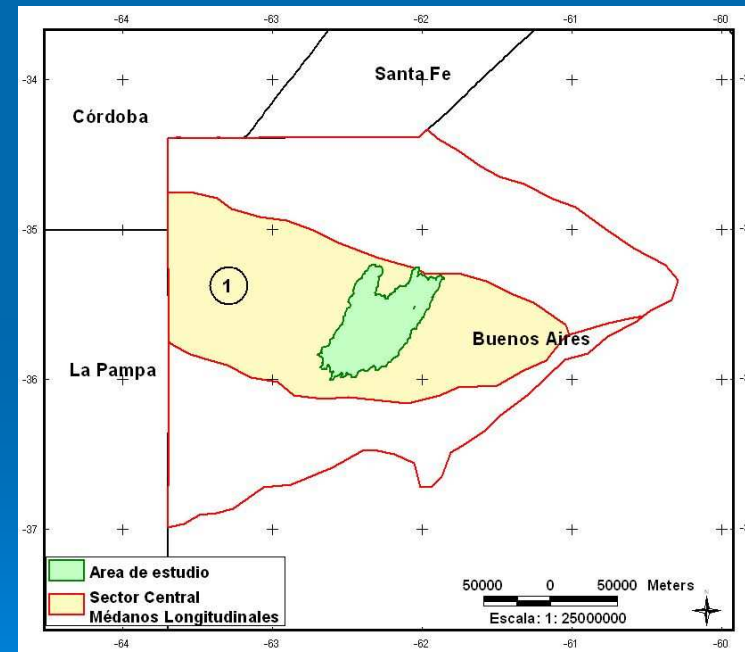 -64 -63 -62 -61 -60
-34
Santa Fe
Córdoba
-35
1
Buenos Aires
La Pampa
-36
-37
Area de estudio
Sector Central
Médanos Longitudinales
50000 0 50000 Meters
Escala: 1: 25000000
-64 -63 -62 -61 -60